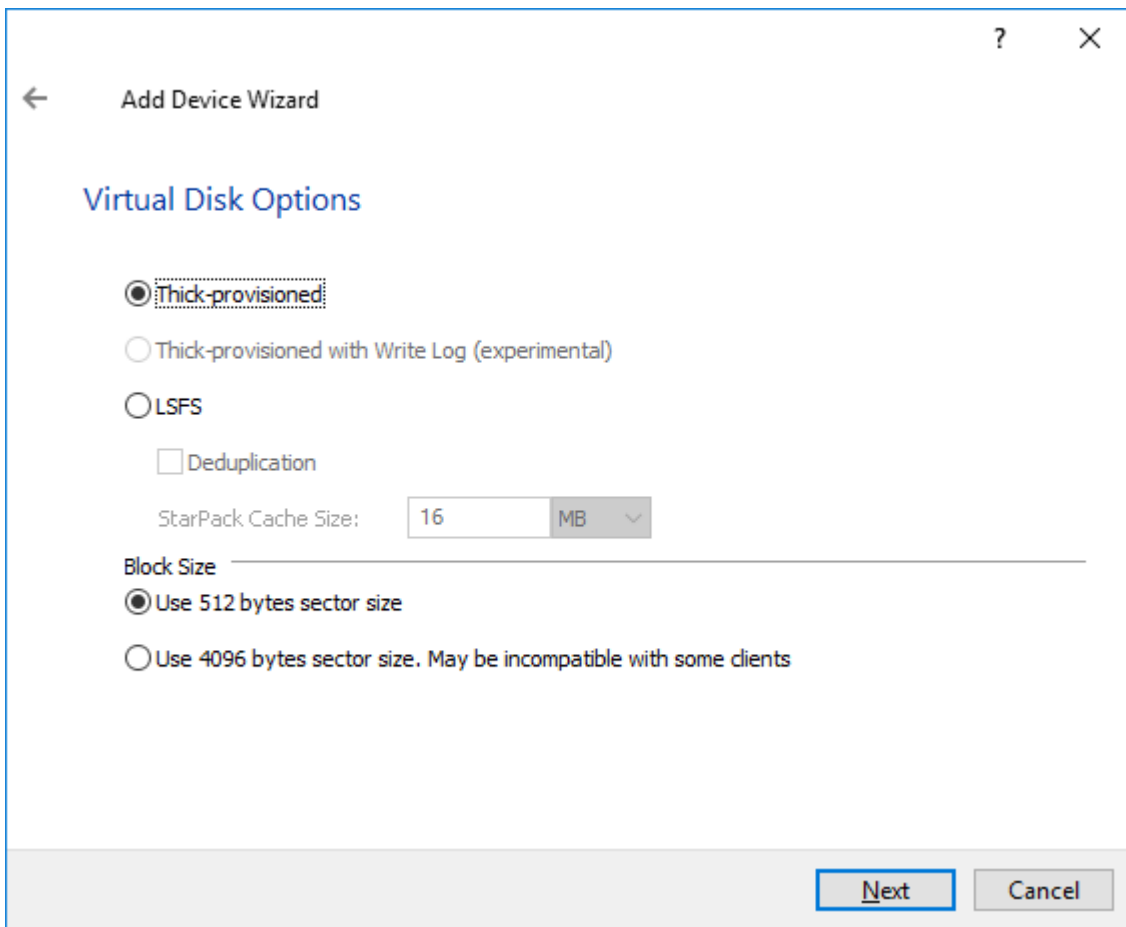 ?
Add Device Wizard
Virtual Disk Options
Thick-provisioned
Thick-provisioned with Write Log (experimental)
LSFS
Deduplication
StarPack Cache Size: 16 MB
Block Size
Use 512 bytes sector size
Use 4096 bytes sector size. May be incompatible with some clients
Next Cancel